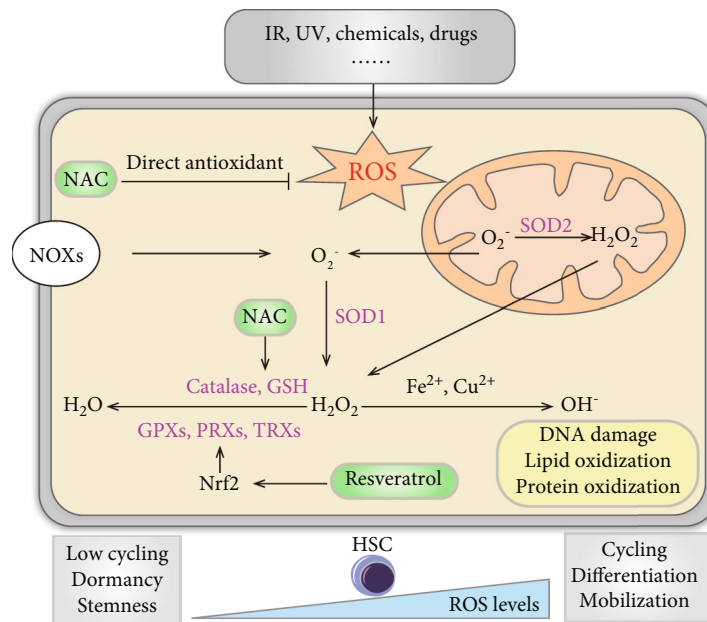 IR, UV, chemicals, drugs
......
NAC
Direct antioxidant
ROS
NOXs
O₂⁻
O₂⁻
SOD2
H₂O₂
NAC
SOD1
Catalase, GSH
H₂O
H₂O₂
Fe²⁺, Cu²⁺
OH⁻
GPXs, PRXs, TRXs
Nrf2
Resveratrol
DNA damage
Lipid oxidization
Protein oxidization
Low cycling
Dormancy
Stemness
HSC
ROS levels
Cycling
Differentiation
Mobilization